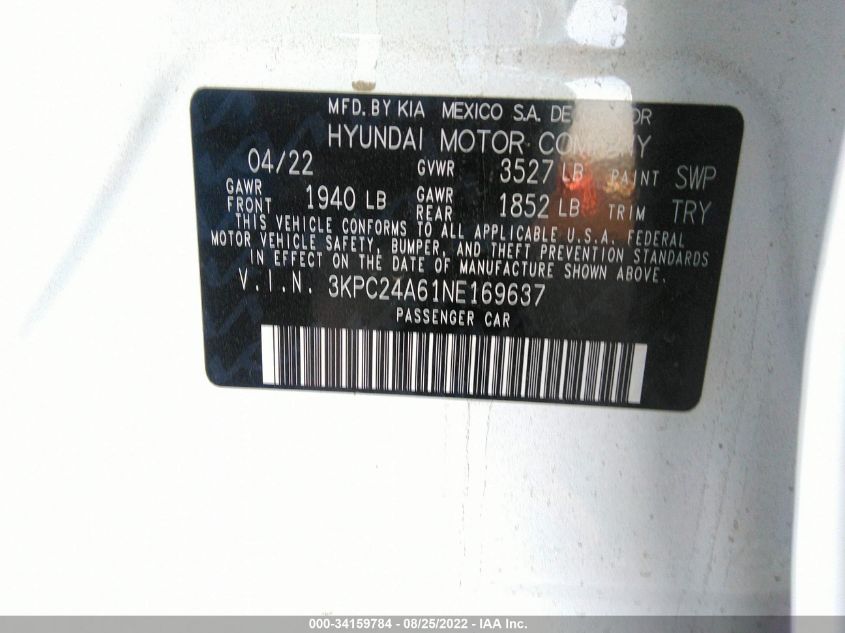 MFD. BY KIA MEXICO S.A. DE
HYUNDAI MOTOR COMPANY
04/22 GVWR 3527 LB PAINT SWP
GAWR FRONT 1940 LB GAWR REAR 1852 LB TRIM TRY
THIS VEHICLE CONFORMS TO ALL APPLICABLE U.S.A. FEDERAL
MOTOR VEHICLE SAFETY, BUMPER, AND THEFT PREVENTION STANDARDS
IN EFFECT ON THE DATE OF MANUFACTURE SHOWN ABOVE.
V.I.N. 3KPC24A61NE169637
PASSENGER CAR
000-34159784 - 08/25/2022 - IAA Inc.